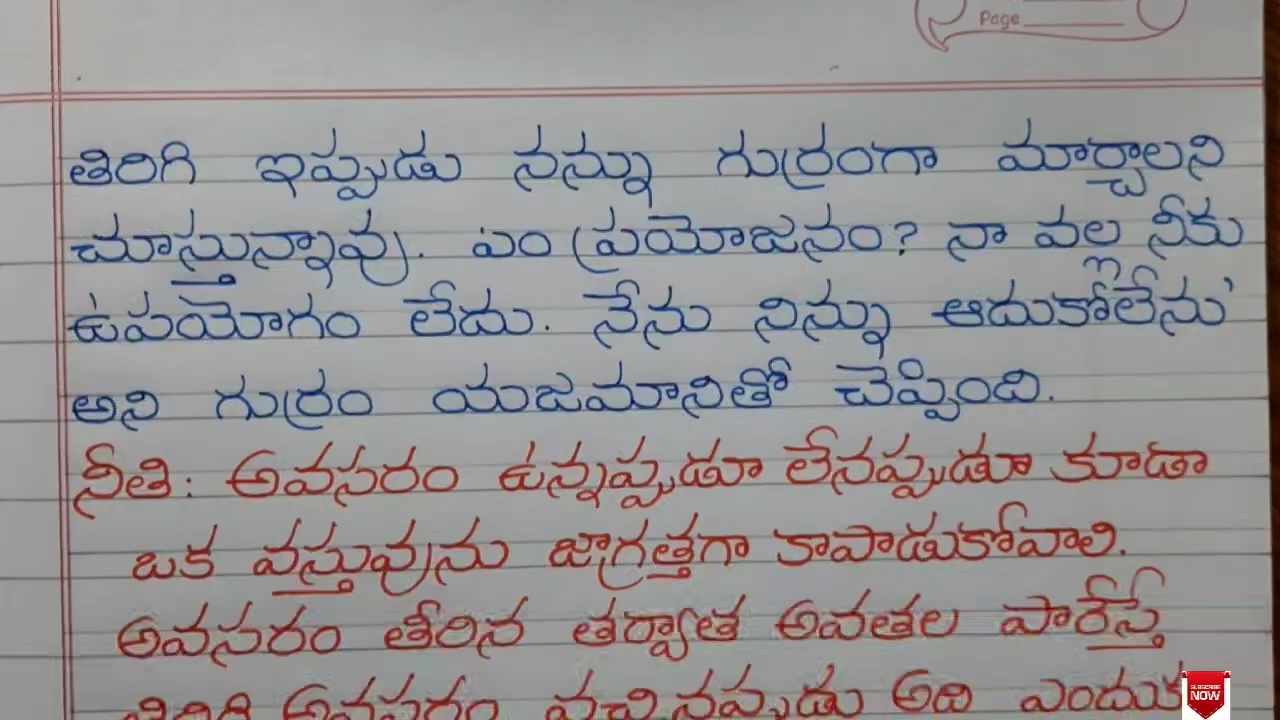 Page
తిరిగి ఇప్పుడు నన్ను గుర్రంగా మార్చాలని
చూస్తున్నావు. ఏం ప్రయోజనం? నా వల్ల నీకు
ఉపయోగం లేదు. నేను నిన్ను ఆదుకోలేను'
అని గుర్రం యజమానితో చెప్పింది.
నీతి: అవసరం ఉన్నప్పుడూ లేనప్పుడూ కూడా
ఒక వస్తువును జాగ్రత్తగా కాపాడుకోవాలి.
అవసరం తీరిన తర్వాత అవతల పారేస్తే
తిరిగి అవసరం వచ్చినప్పుడు అది ఎందుకు
SUBSCRIBE
NOW